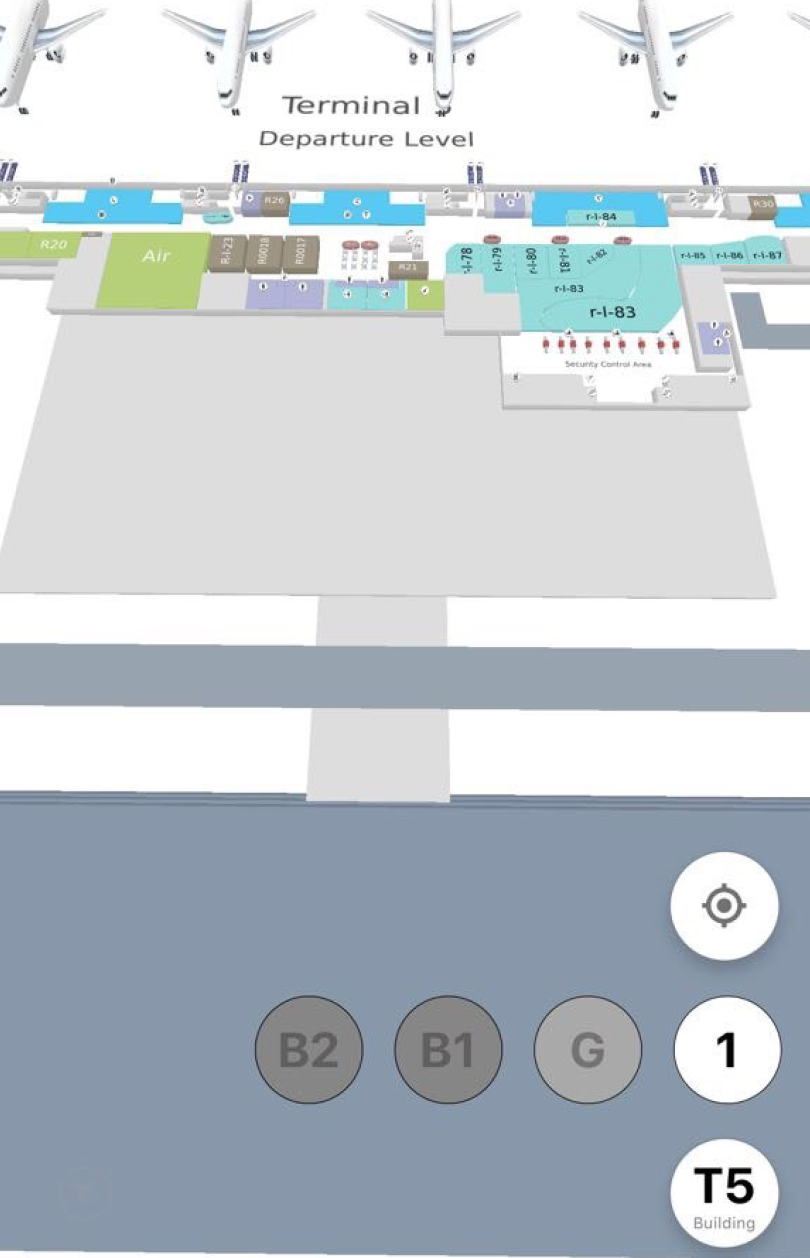 Terminal
Departure Level
R26
R30
r-l-84
R20
Air
R-l-23
R0018
R0017
R21
r-l-78
r-l-79
r-l-80
r-l-81
r-l-82
r-l-83
r-l-83
r-l-85
r-l-86
r-l-87
Security Control Area
B2
B1
G
1
T5
Building